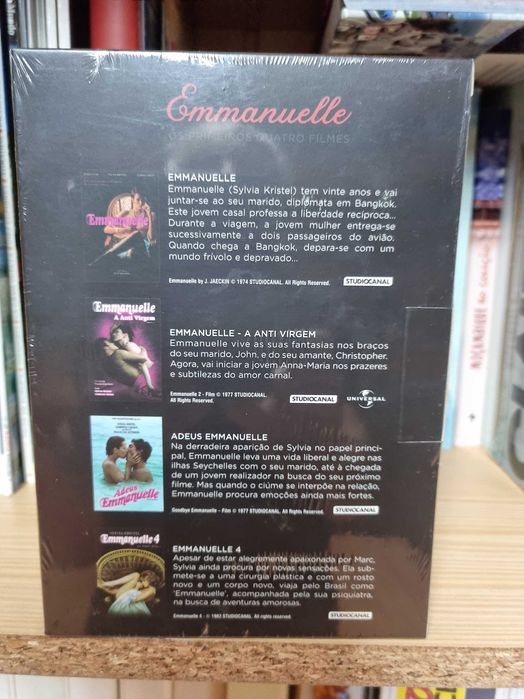 Emmanuelle
OS PRIMEIROS QUATRO FILMES
EMMANUELLE
Emmanuelle (Sylvia Kristel) tem vinte anos e vai
juntar-se ao seu marido, diplomata em Bangkok.
Este jovem casal professa a liberdade recíproca...
Durante a viagem, a jovem mulher entrega-se
sucessivamente a dois passageiros do avião.
Quando chega a Bangkok, depara-se com um
mundo frívolo e depravado...
Emmanuelle by J. JAECKIN © 1974 STUDIOCANAL. All Rights Reserved.
STUDIOCANAL
Emmanuelle
Emmanuelle
A Anti Virgem
EMMANUELLE - A ANTI VIRGEM
Emmanuelle vive as suas fantasias nos braços
do seu marido, John, e do seu amante, Christopher.
Agora, vai iniciar a jovem Anna-Maria nos prazeres
e subtilezas do amor carnal.
Emmanuelle 2 - Film © 1977 STUDIOCANAL.
All Rights Reserved.
STUDIOCANAL
UNIVERSAL
Adeus
Emmanuelle
ADEUS EMMANUELLE
Na derradeira aparição de Sylvia no papel princi-
pal, Emmanuelle leva uma vida liberal e alegre nas
ilhas Seychelles com o seu marido, até à chegada
de um jovem realizador na busca do seu próximo
filme. Mas quando o ciúme se interpõe na relação,
Emmanuelle procura emoções ainda mais fortes.
Goodbye Emmanuelle - Film © 1977 STUDIOCANAL. All Rights Reserved.
STUDIOCANAL
Emmanuelle 4
EMMANUELLE 4
Apesar de estar alegremente apaixonada por Marc,
Sylvia ainda procura por novas sensações. Ela sub-
mete-se a uma cirurgia plástica e com um rosto
novo e um corpo novo, viaja pelo Brasil como
'Emmanuelle', acompanhada pela sua psiquiatra,
na busca de aventuras amorosas.
Emmanuelle 4 - © 1983 STUDIOCANAL. All rights reserved.
STUDIOCANAL